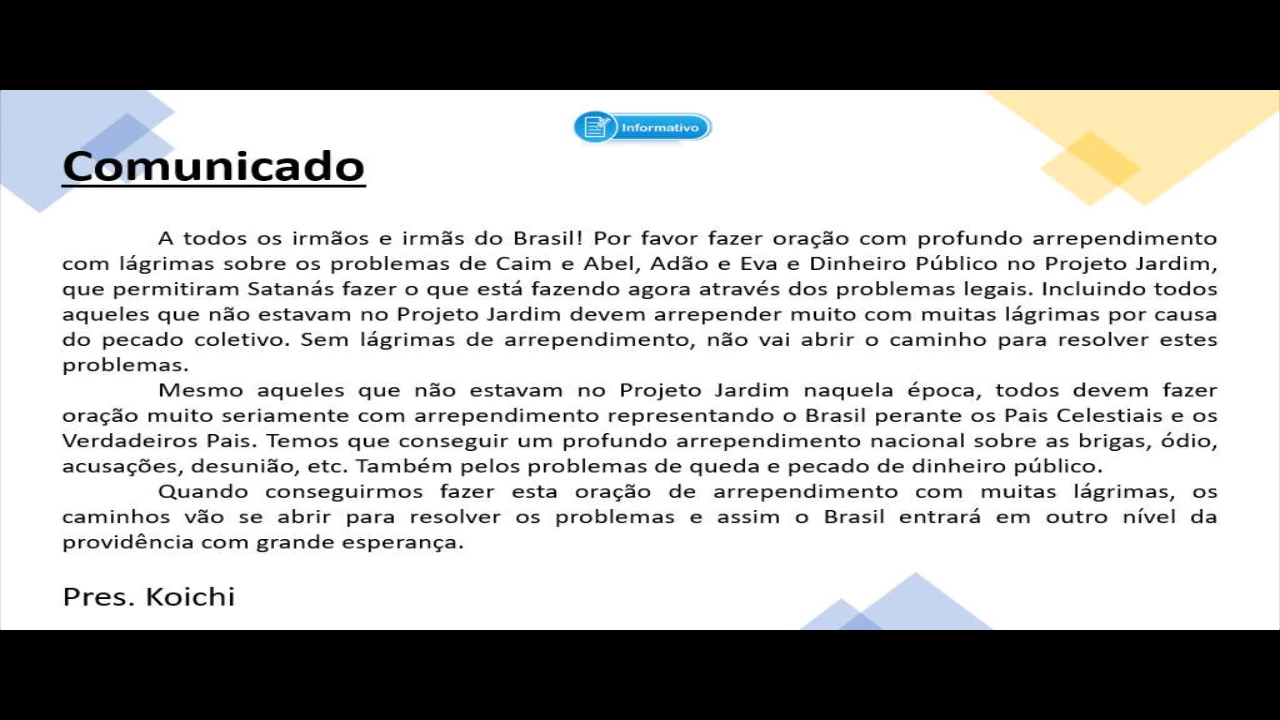 Informativo
Comunicado
A todos os irmãos e irmãs do Brasil! Por favor fazer oração com profundo arrependimento
com lágrimas sobre os problemas de Caim e Abel, Adão e Eva e Dinheiro Público no Projeto Jardim,
que permitiram Satanás fazer o que está fazendo agora através dos problemas legais. Incluindo todos
aqueles que não estavam no Projeto Jardim devem arrepender muito com muitas lágrimas por causa
do pecado coletivo. Sem lágrimas de arrependimento, não vai abrir o caminho para resolver estes
problemas.
Mesmo aqueles que não estavam no Projeto Jardim naquela época, todos devem fazer
oração muito seriamente com arrependimento representando o Brasil perante os Pais Celestiais e os
Verdadeiros Pais. Temos que conseguir um profundo arrependimento nacional sobre as brigas, ódio,
acusações, desunião, etc. Também pelos problemas de queda e pecado de dinheiro público.
Quando conseguirmos fazer esta oração de arrependimento com muitas lágrimas, os
caminhos vão se abrir para resolver os problemas e assim o Brasil entrará em outro nível da
providência com grande esperança.
Pres. Koichi